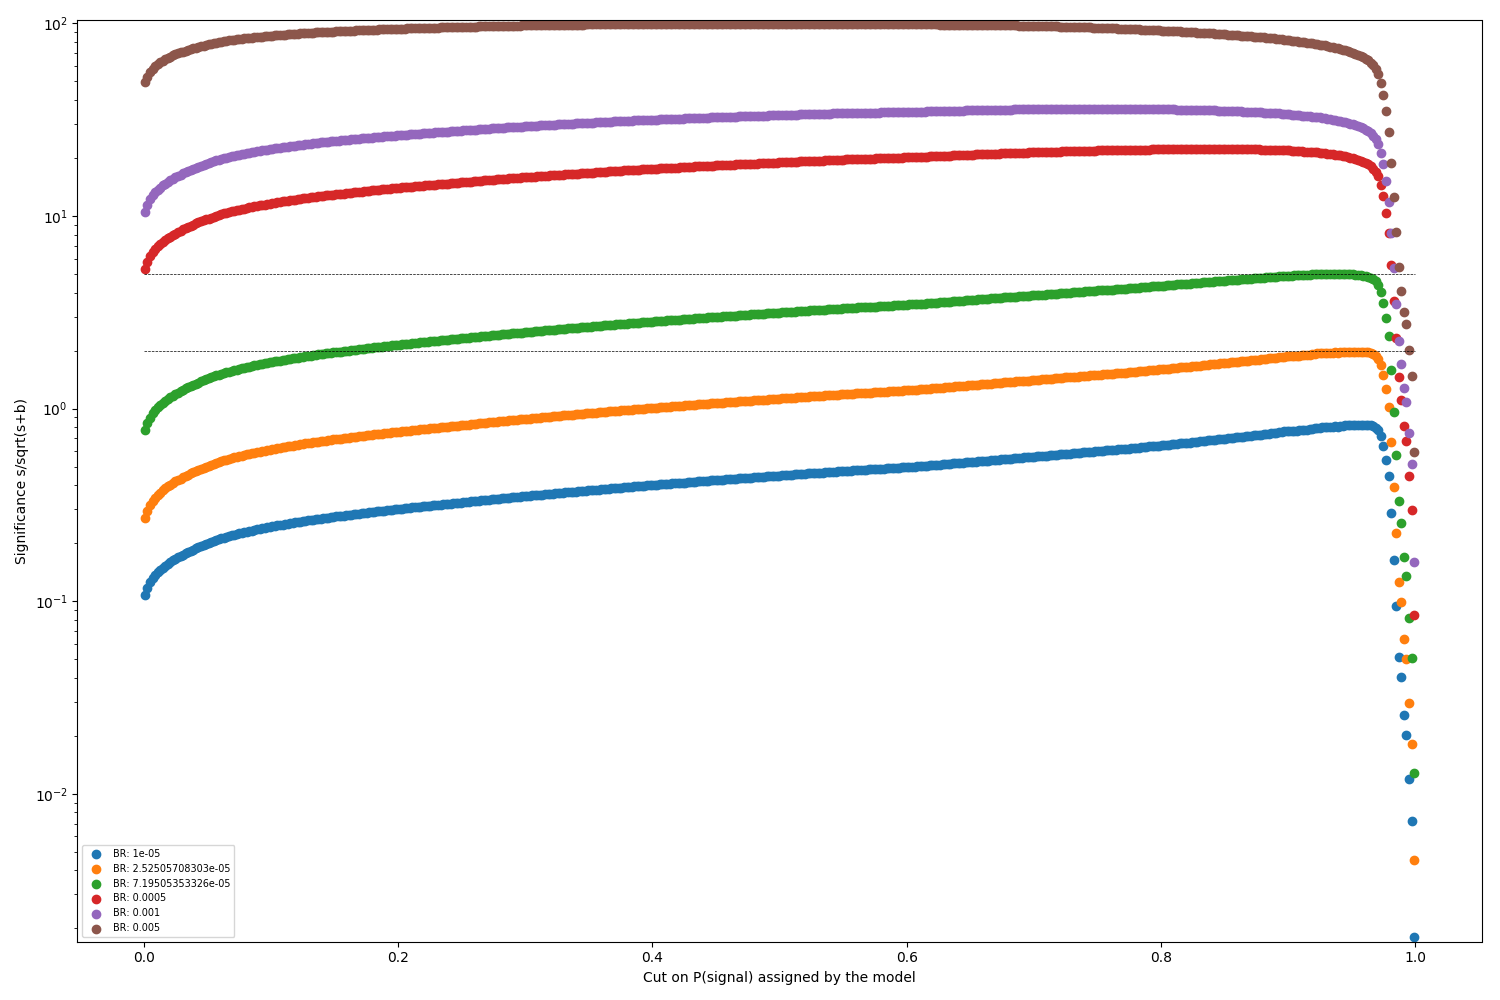 10²
10¹
10⁰
10⁻¹
10⁻²
Significance s/sqrt(s+b)
BR: 1e-05
BR: 2.52505708303e-05
BR: 7.19505353326e-05
BR: 0.0005
BR: 0.001
BR: 0.005
0.0 0.2 0.4 0.6 0.8 1.0
Cut on P(signal) assigned by the model